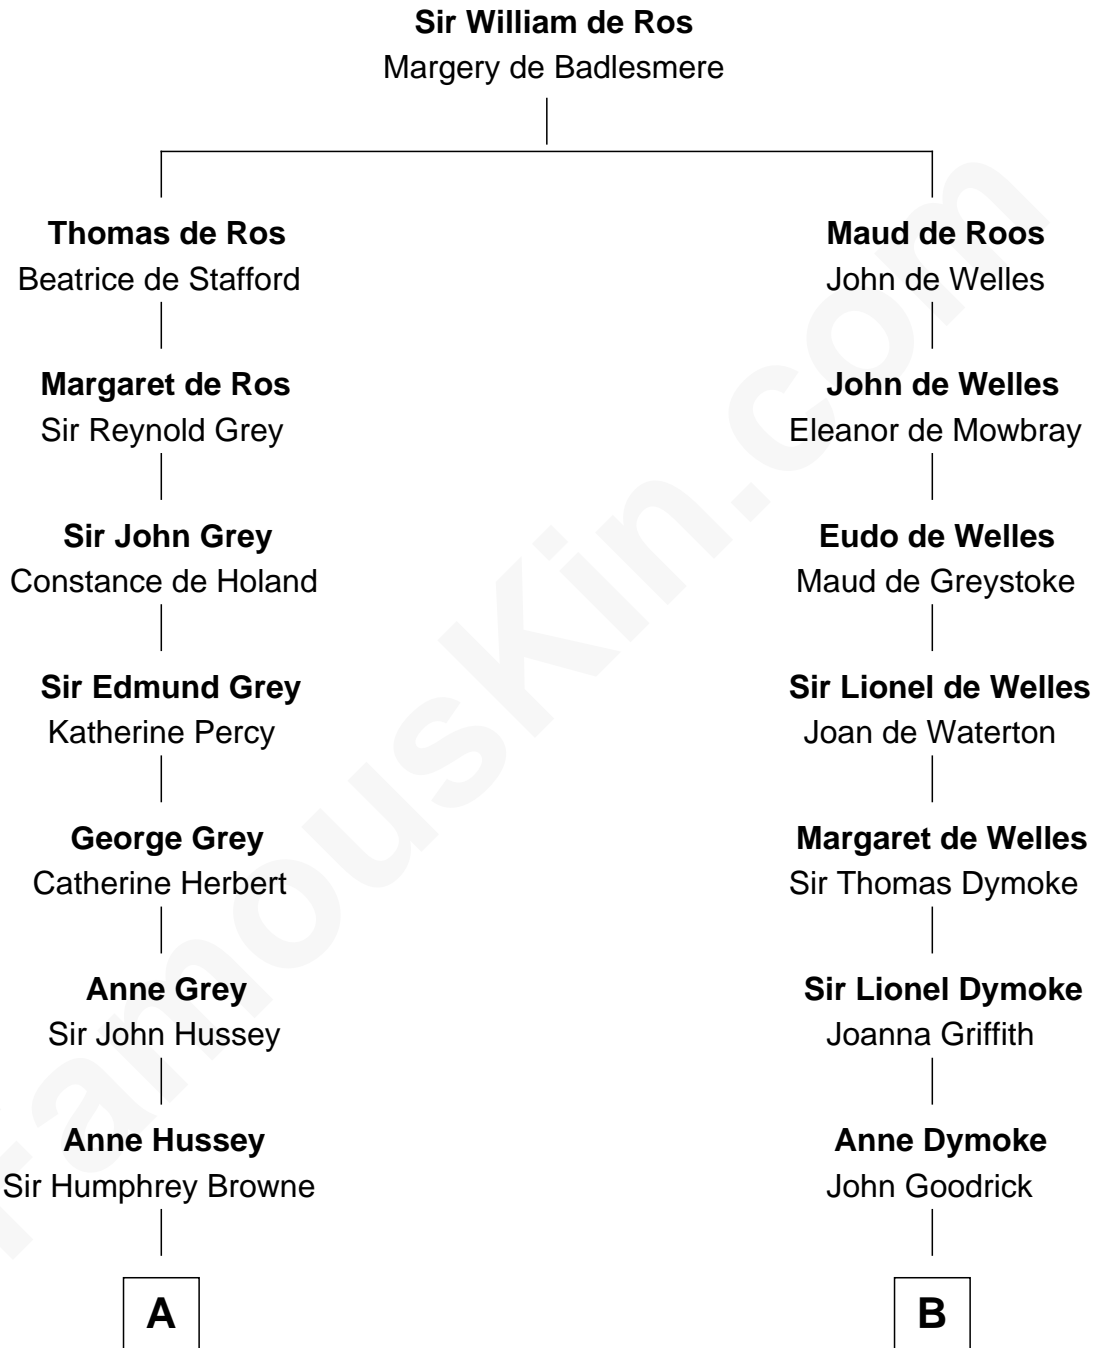 Sir William de Ros
Margery de Badlesmere
Thomas de Ros
Beatrice de Stafford
Maud de Roos
John de Welles
Margaret de Ros
Sir Reynold Grey
John de Welles
Eleanor de Mowbray
Sir John Grey
Constance de Holand
Eudo de Welles
Maud de Greystoke
Sir Edmund Grey
Katherine Percy
Sir Lionel de Welles
Joan de Waterton
George Grey
Catherine Herbert
Margaret de Welles
Sir Thomas Dymoke
Anne Grey
Sir John Hussey
Sir Lionel Dymoke
Joanna Griffith
Anne Hussey
Sir Humphrey Browne
Anne Dymoke
John Goodrick
A
B
FamousKin.com